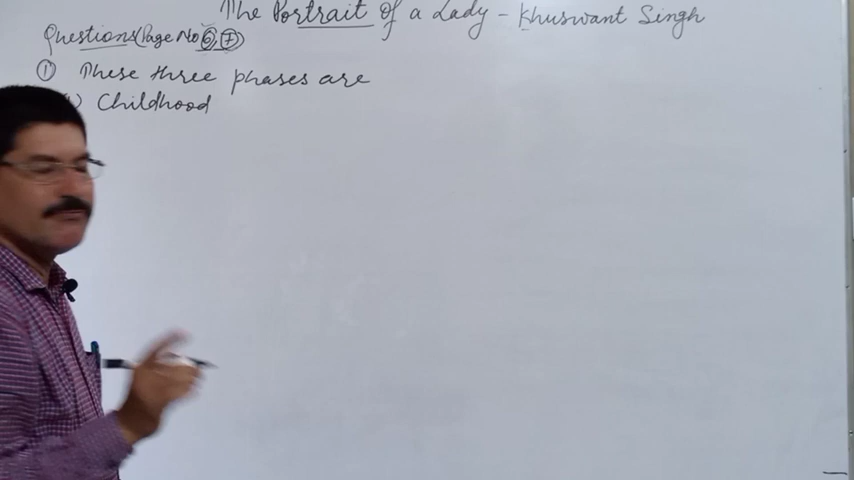 The Portrait of a Lady - Khuswant Singh
Questions (Page No 6, 7)
① These three phases are
) Childhood